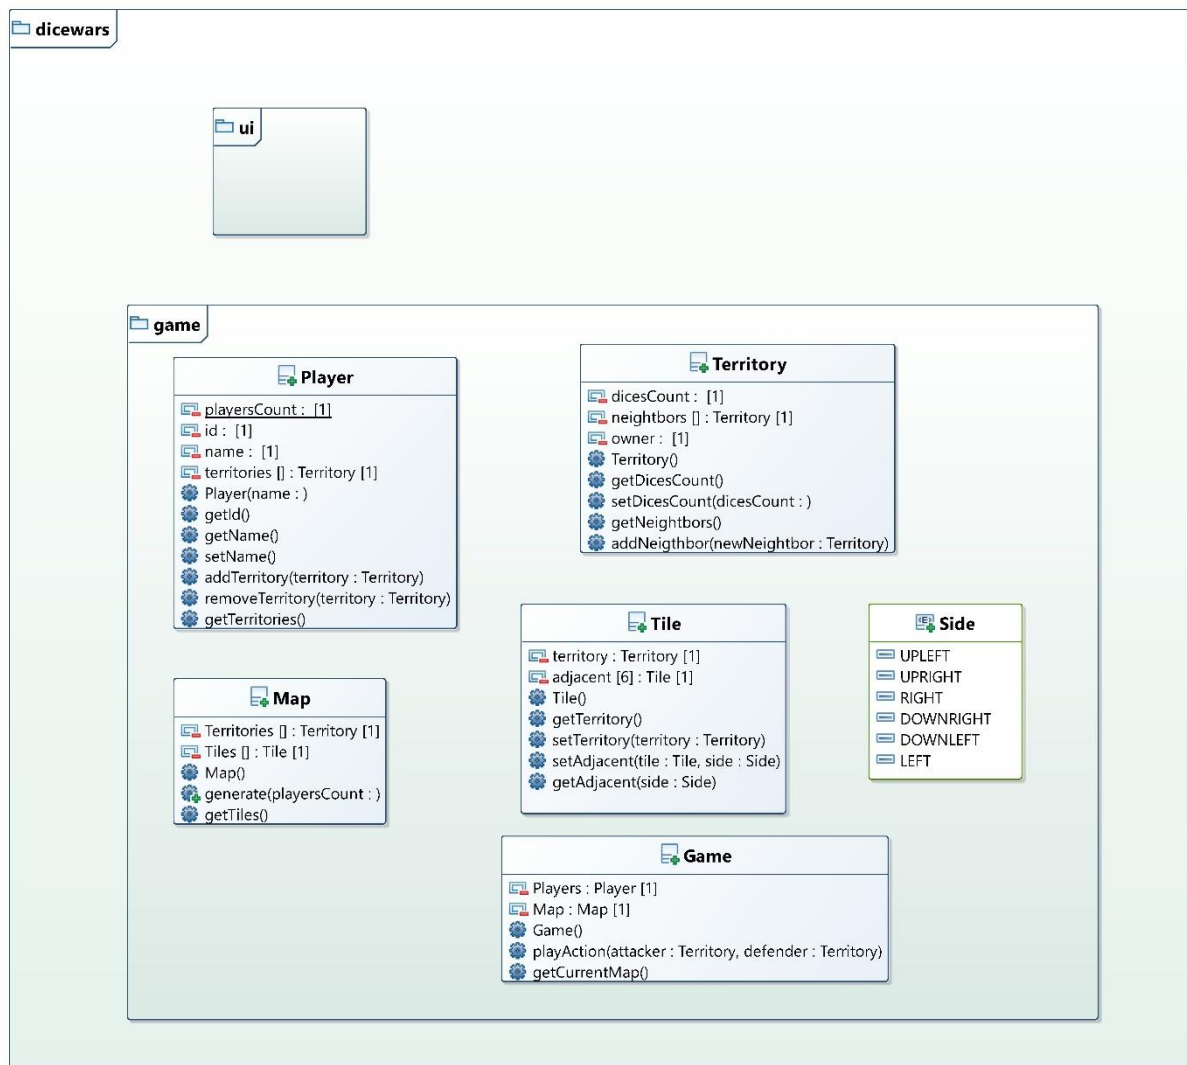 dicewars
ui
game
Player
playersCount : [1]
id : [1]
name : [1]
territories [] : Territory [1]
Player(name : )
getId()
getName()
setName()
addTerritory(territory : Territory)
removeTerritory(territory : Territory)
getTerritories()
Territory
dicesCount : [1]
neightbors [] : Territory [1]
owner : [1]
Territory()
getDicesCount()
setDicesCount(dicesCount : )
getNeightbors()
addNeigthbor(newNeightbor : Territory)
Map
Territories [] : Territory [1]
Tiles [] : Tile [1]
Map()
generate(playersCount : )
getTiles()
Tile
territory : Territory [1]
adjacent [6] : Tile [1]
Tile()
getTerritory()
setTerritory(territory : Territory)
setAdjacent(tile : Tile, side : Side)
getAdjacent(side : Side)
Side
UPLEFT
UPRIGHT
RIGHT
DOWNRIGHT
DOWNLEFT
LEFT
Game
Players : Player [1]
Map : Map [1]
Game()
playAction(attacker : Territory, defender : Territory)
getCurrentMap()